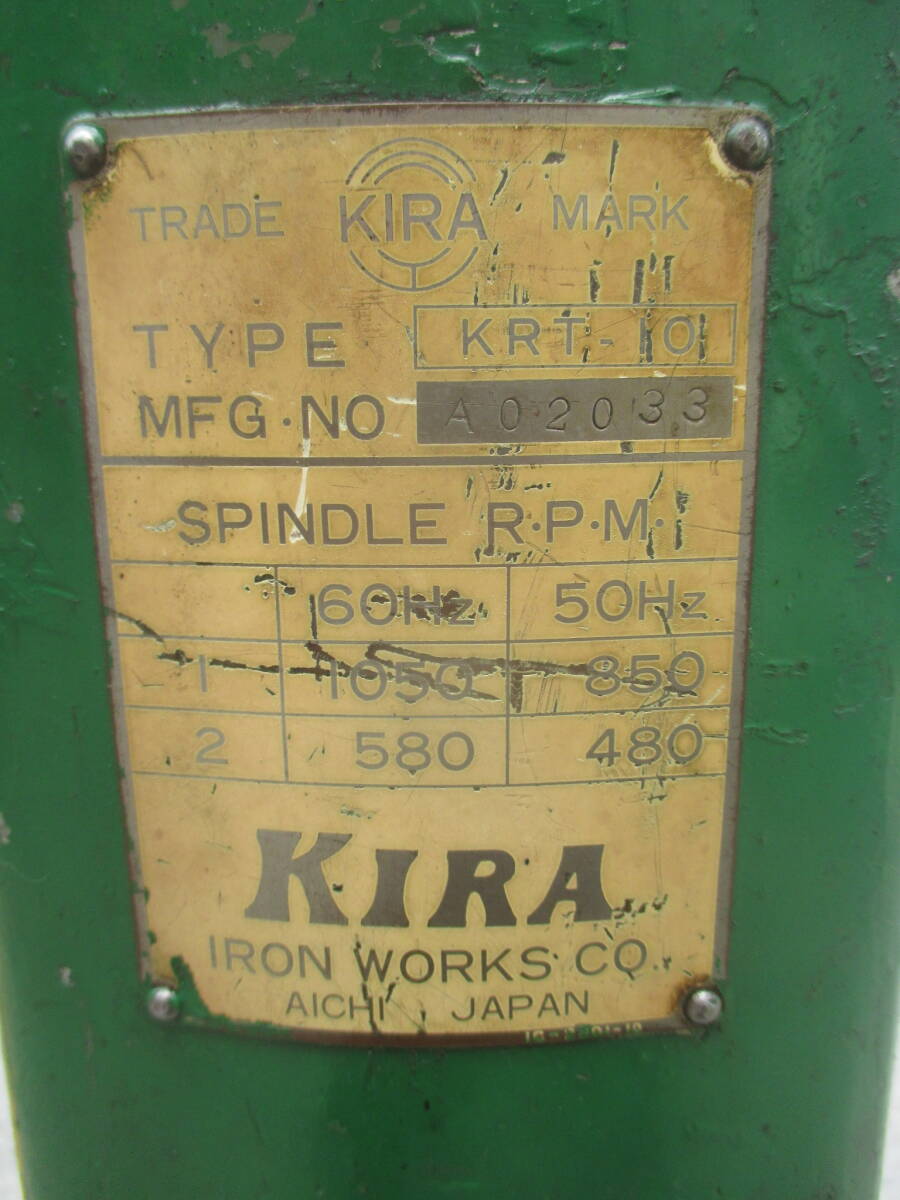 TRADE KIRA MARK
TYPE KRT-10
MFG·NO A02033
SPINDLE R·P·M·
60Hz 50Hz
1 1050 850
2 580 480
KIRA
IRON WORKS CO.
AICHI, JAPAN